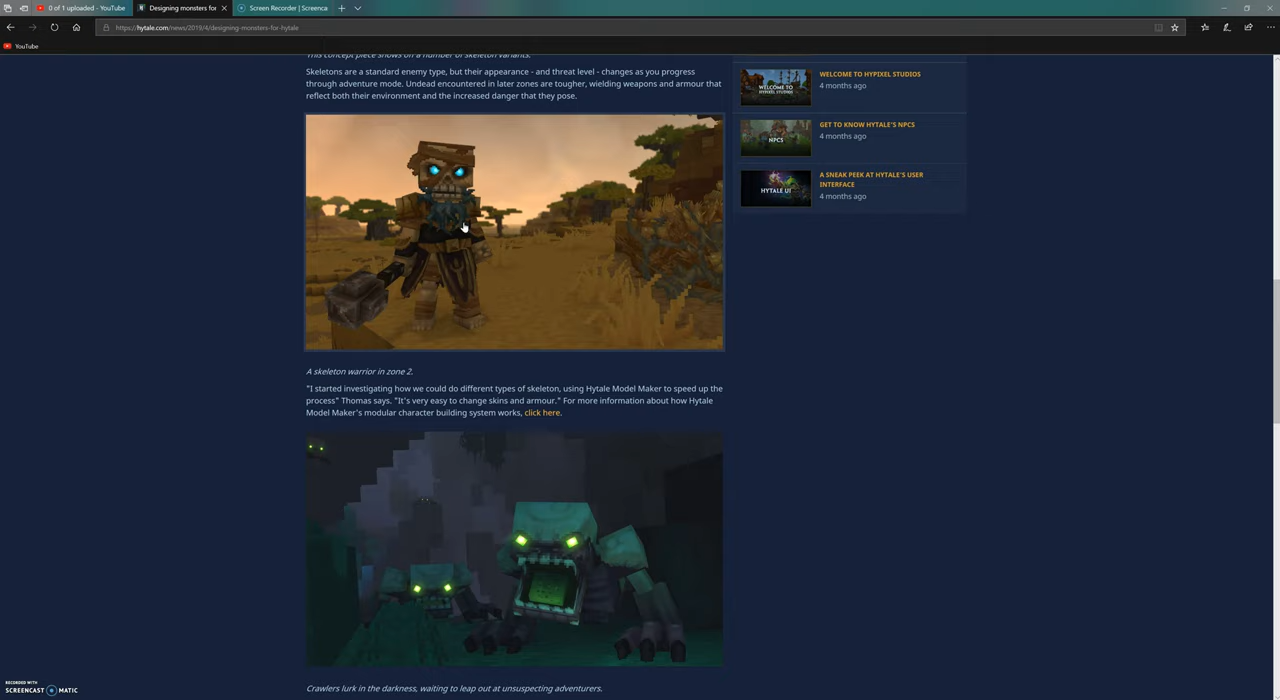 0 of 1 uploaded - YouTube
Designing monsters for
Screen Recorder | Screenca
https://hytale.com/news/2019/4/designing-monsters-for-hytale
YouTube
This concept piece shows off a number of skeleton variants.
Skeletons are a standard enemy type, but their appearance - and threat level - changes as you progress
through adventure mode. Undead encountered in later zones are tougher, wielding weapons and armour that
reflect both their environment and the increased danger that they pose.
WELCOME TO
HYPIXEL STUDIOS
WELCOME TO HYPIXEL STUDIOS
4 months ago
NPCS
GET TO KNOW HYTALE'S NPCS
4 months ago
HYTALE UI
A SNEAK PEEK AT HYTALE'S USER
INTERFACE
4 months ago
A skeleton warrior in zone 2.
"I started investigating how we could do different types of skeleton, using Hytale Model Maker to speed up the
process" Thomas says. "It's very easy to change skins and armour." For more information about how Hytale
Model Maker's modular character building system works, click here.
Crawlers lurk in the darkness, waiting to leap out at unsuspecting adventurers.
RECORDED WITH
SCREENCAST MATIC